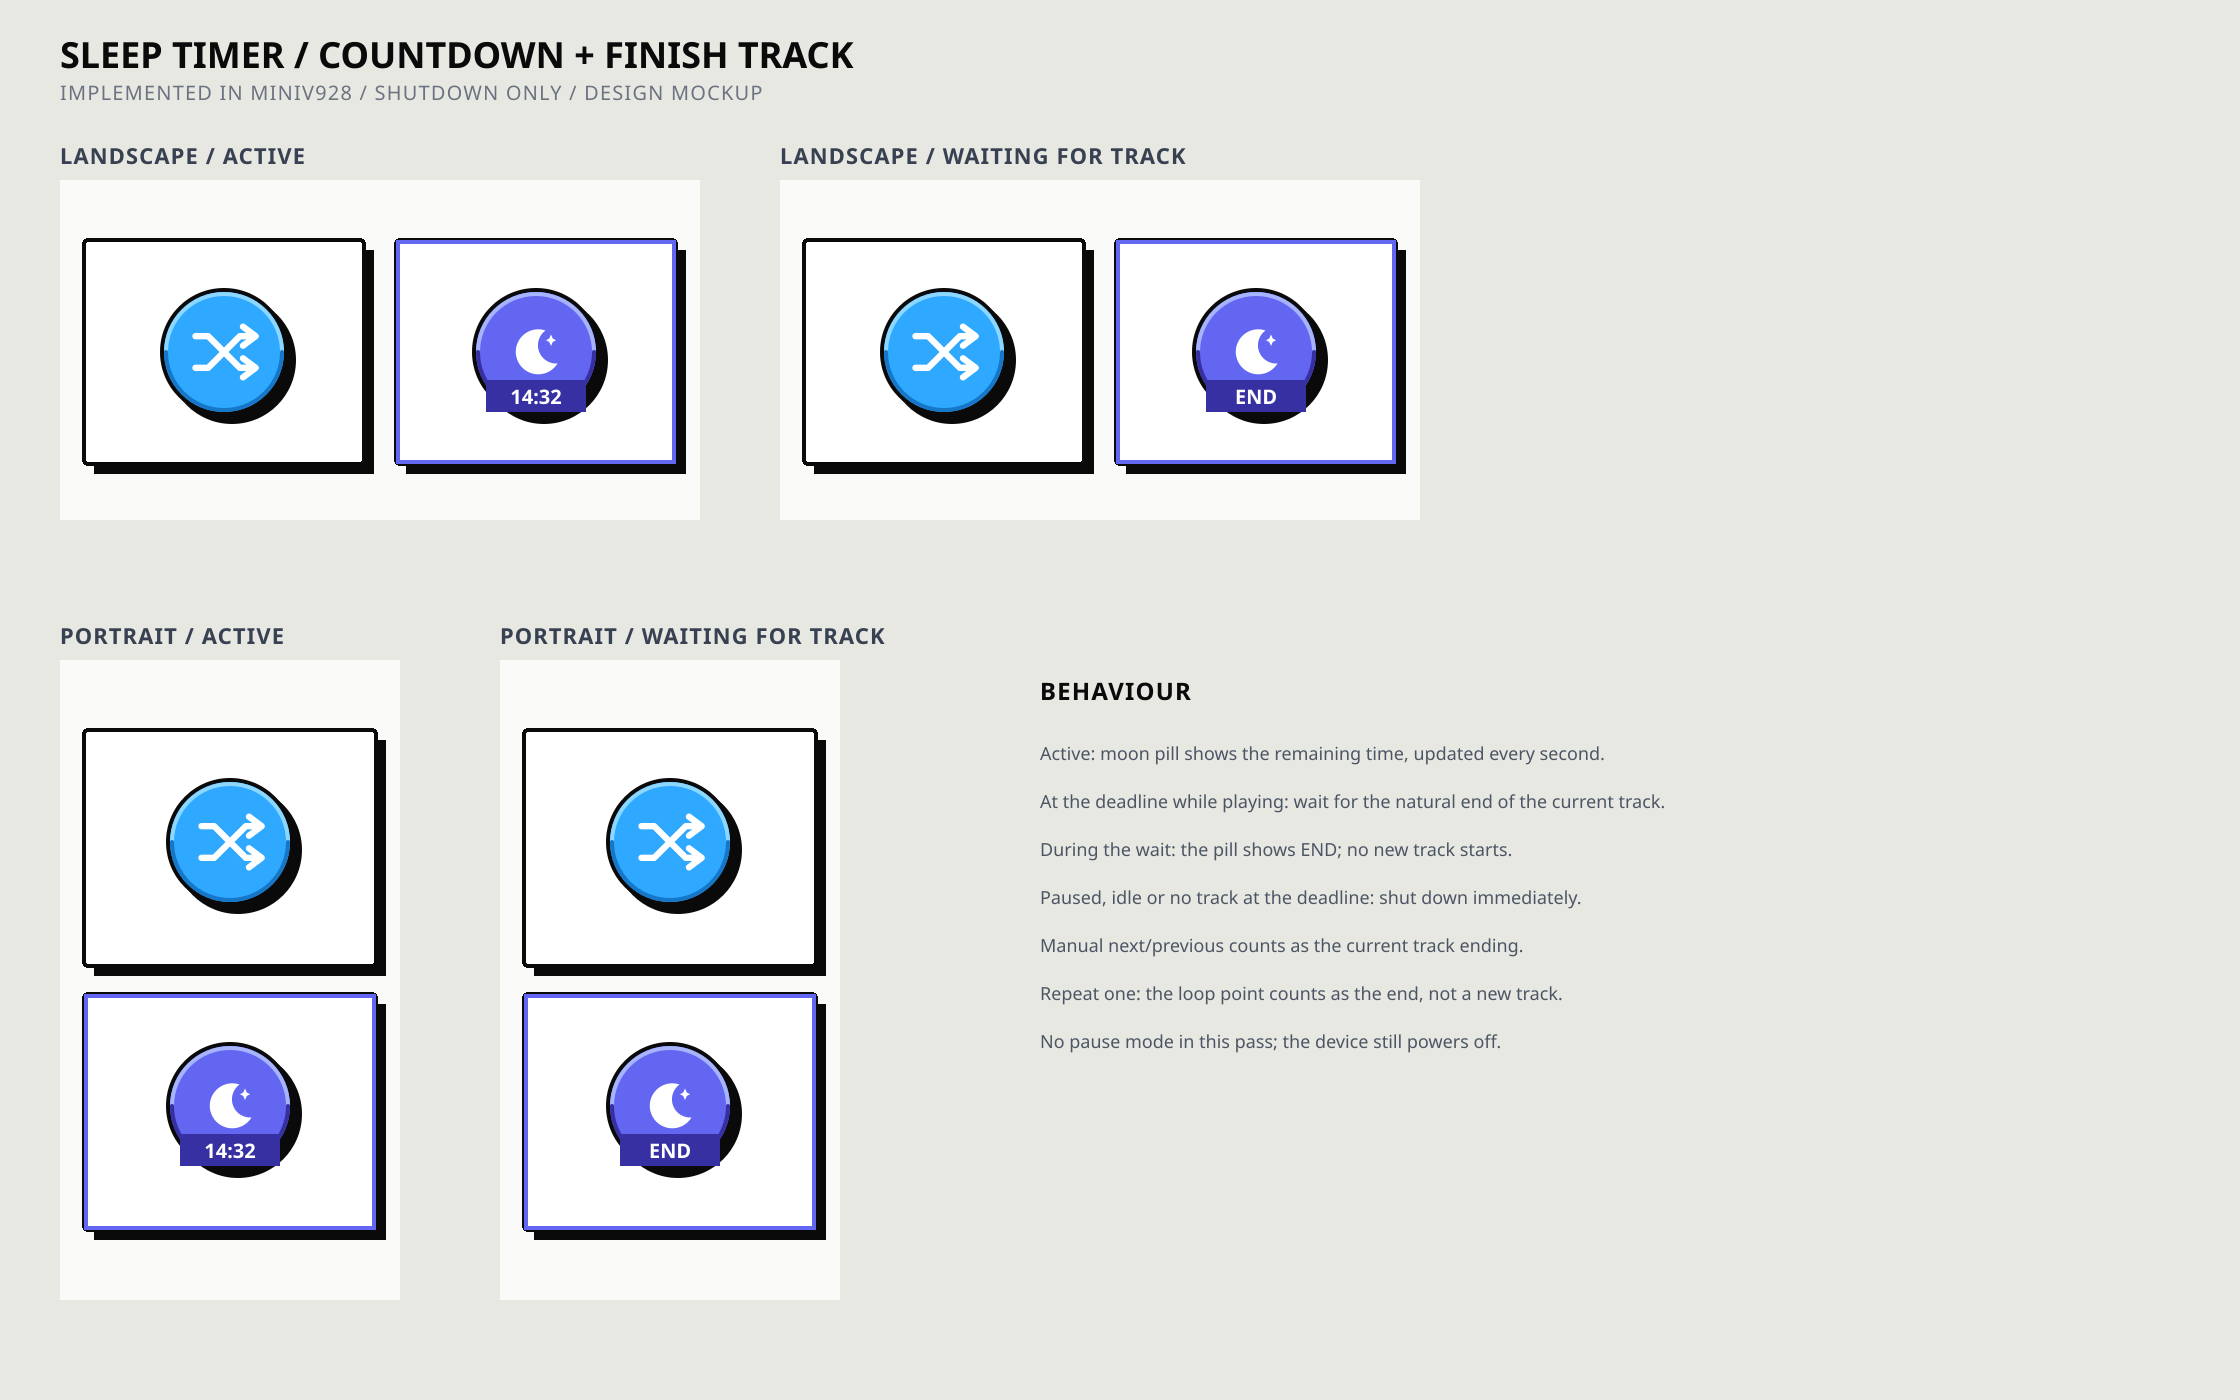 SLEEP TIMER / COUNTDOWN + FINISH TRACK
IMPLEMENTED IN MINIV928 / SHUTDOWN ONLY / DESIGN MOCKUP
LANDSCAPE / ACTIVE
LANDSCAPE / WAITING FOR TRACK
14:32
END
PORTRAIT / ACTIVE
PORTRAIT / WAITING FOR TRACK
14:32
END
BEHAVIOUR
Active: moon pill shows the remaining time, updated every second.
At the deadline while playing: wait for the natural end of the current track.
During the wait: the pill shows END; no new track starts.
Paused, idle or no track at the deadline: shut down immediately.
Manual next/previous counts as the current track ending.
Repeat one: the loop point counts as the end, not a new track.
No pause mode in this pass; the device still powers off.